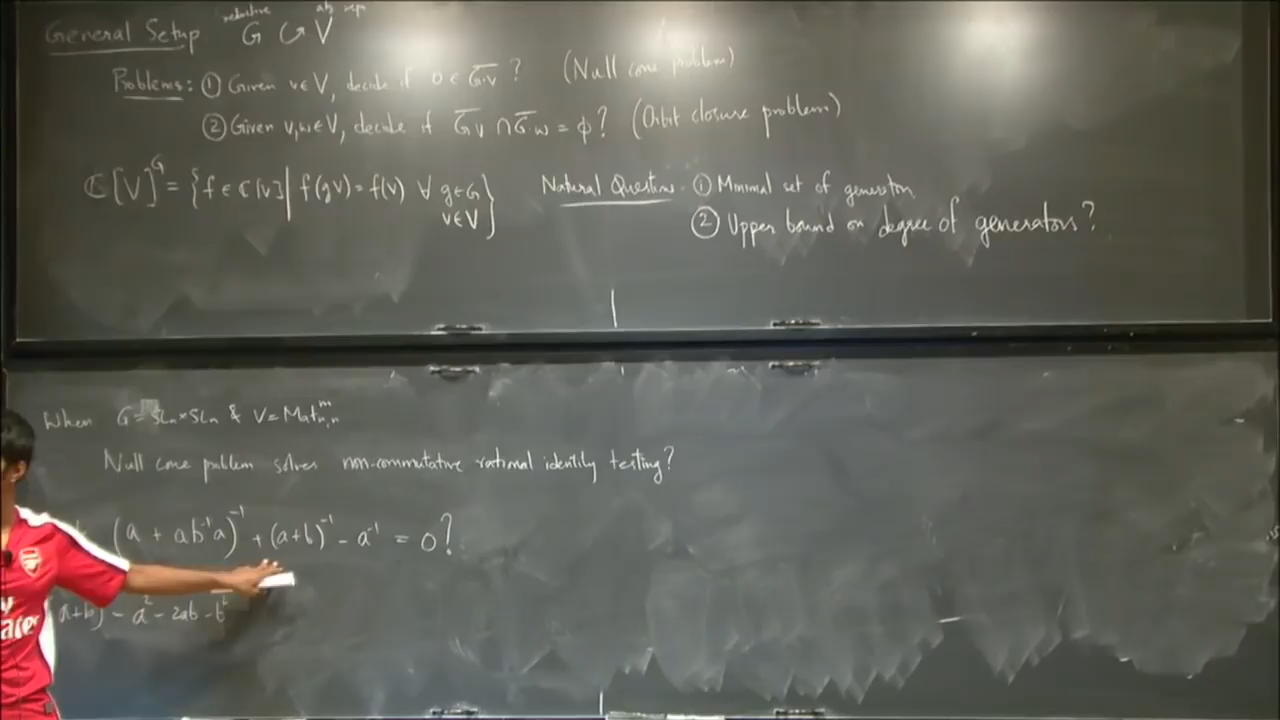 General Setup reductive G ↻ V alg rep
Problems: ① Given v∈V, decide if 0 ∈ \overline{G.v} ? (Null cone problem)
② Given v,w∈V, decide if \overline{G}v ∩ \overline{G}w = ϕ? (Orbit closure problem)
ℂ[V]^G = {f ∈ ℂ[V] | f(gv) = f(v) ∀ g∈G
v∈V}
Natural Questions - ① Minimal set of generators
② Upper bound on degree of generators?
When G = SLn × SLn & V = Mat^m_{n,n}
Null cone problem solves non-commutative rational identity testing?
(a + ab⁻¹a)⁻¹ + (a+b)⁻¹ - a⁻¹ = 0?
a+b) - a² - 2ab - b²